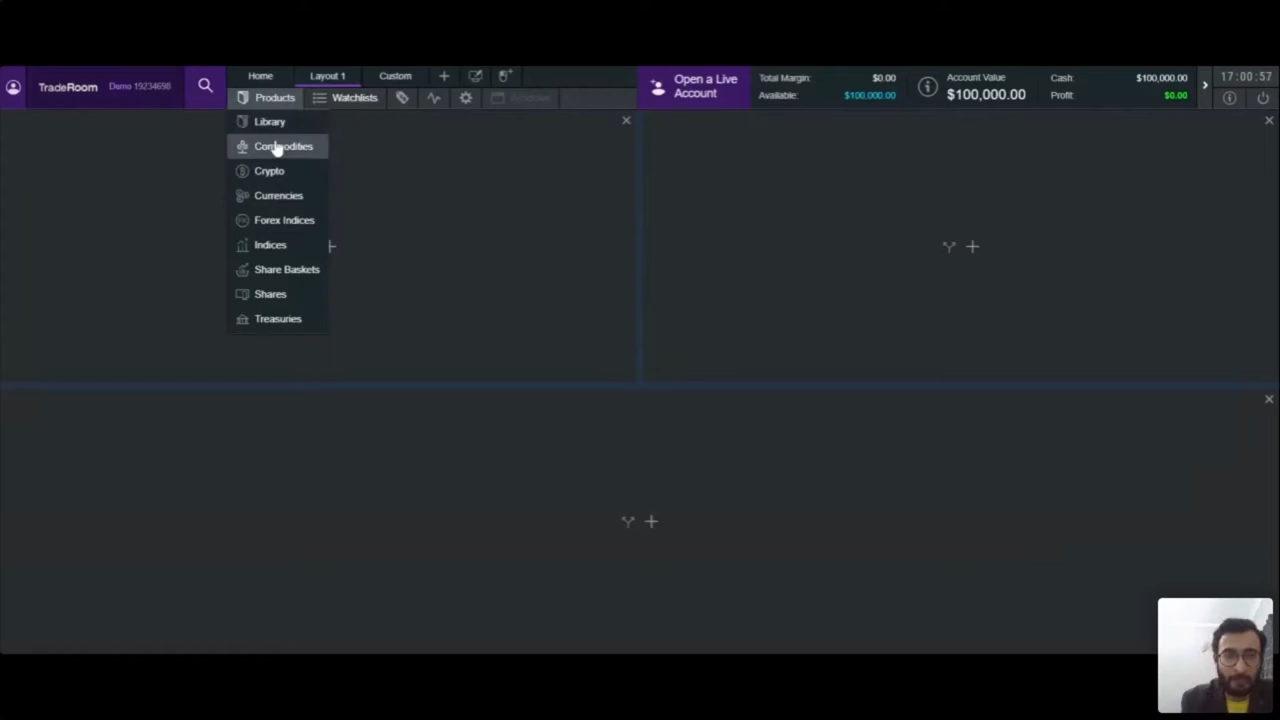 TradeRoom Demo 19234698
Home Layout 1 Custom
Products Watchlists
Open a Live
Account
Total Margin: $0.00
Available: $100,000.00
Account Value
$100,000.00
Cash: $100,000.00
Profit: $0.00
17:00:57
Library
Commodities
Crypto
Currencies
Forex Indices
Indices
Share Baskets
Shares
Treasuries